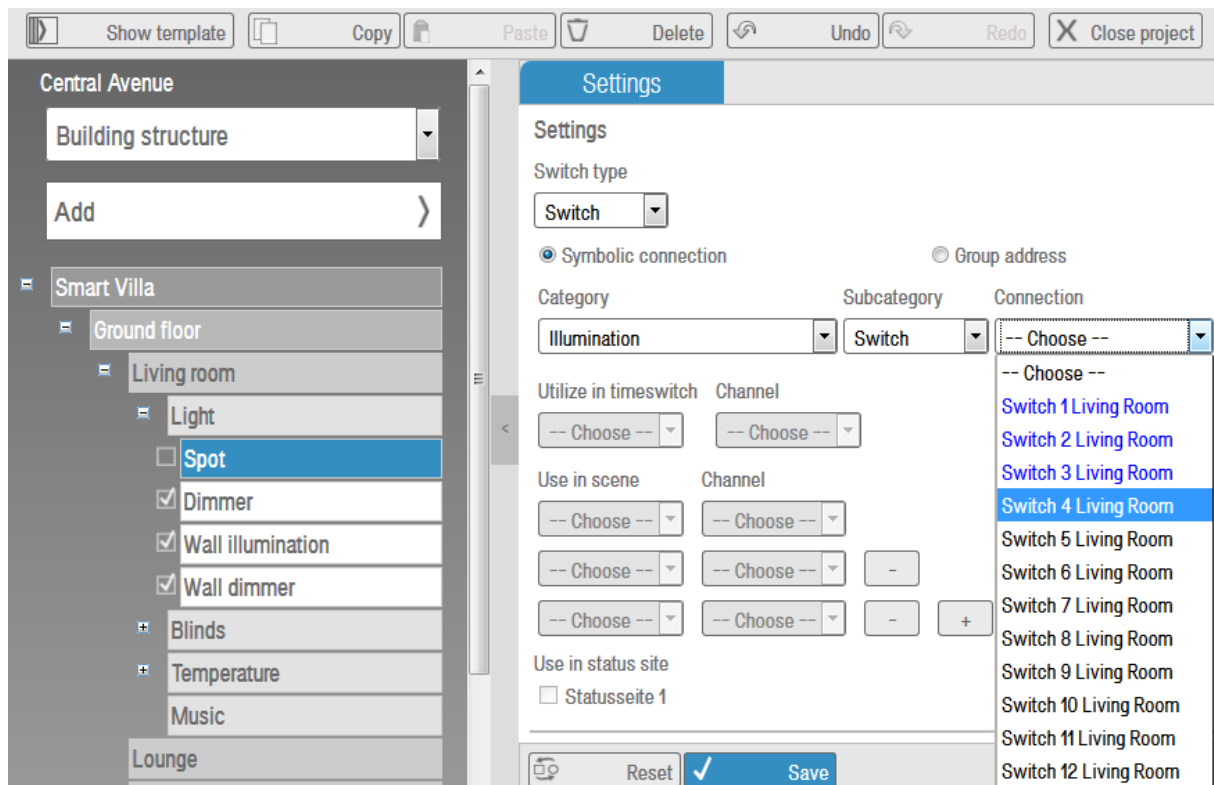 Show template Copy Paste Delete Undo Redo Close project
Central Avenue
Building structure
Add
Smart Villa
Ground floor
Living room
Light
Spot
Dimmer
Wall illumination
Wall dimmer
Blinds
Temperature
Music
Lounge
Settings
Settings
Switch type
Switch
Symbolic connection Group address
Category Subcategory Connection
Illumination Switch -- Choose --
Utilize in timeswitch Channel
-- Choose -- -- Choose --
Use in scene Channel
-- Choose -- -- Choose --
-- Choose -- -- Choose -- -
-- Choose -- -- Choose -- - +
Use in status site
Statusseite 1
Reset Save
-- Choose --
Switch 1 Living Room
Switch 2 Living Room
Switch 3 Living Room
Switch 4 Living Room
Switch 5 Living Room
Switch 6 Living Room
Switch 7 Living Room
Switch 8 Living Room
Switch 9 Living Room
Switch 10 Living Room
Switch 11 Living Room
Switch 12 Living Room